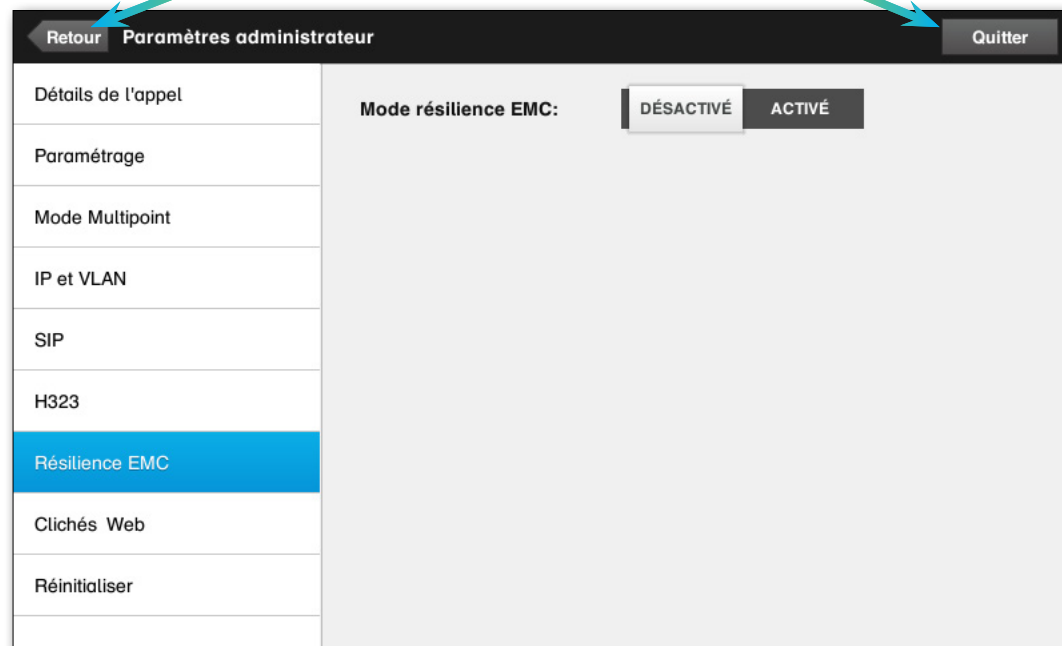 Retour
Paramètres administrateur
Quitter
Détails de l'appel
Paramétrage
Mode Multipoint
IP et VLAN
SIP
H323
Résilience EMC
Clichés Web
Réinitialiser
Mode résilience EMC:
DÉSACTIVÉ
ACTIVÉ